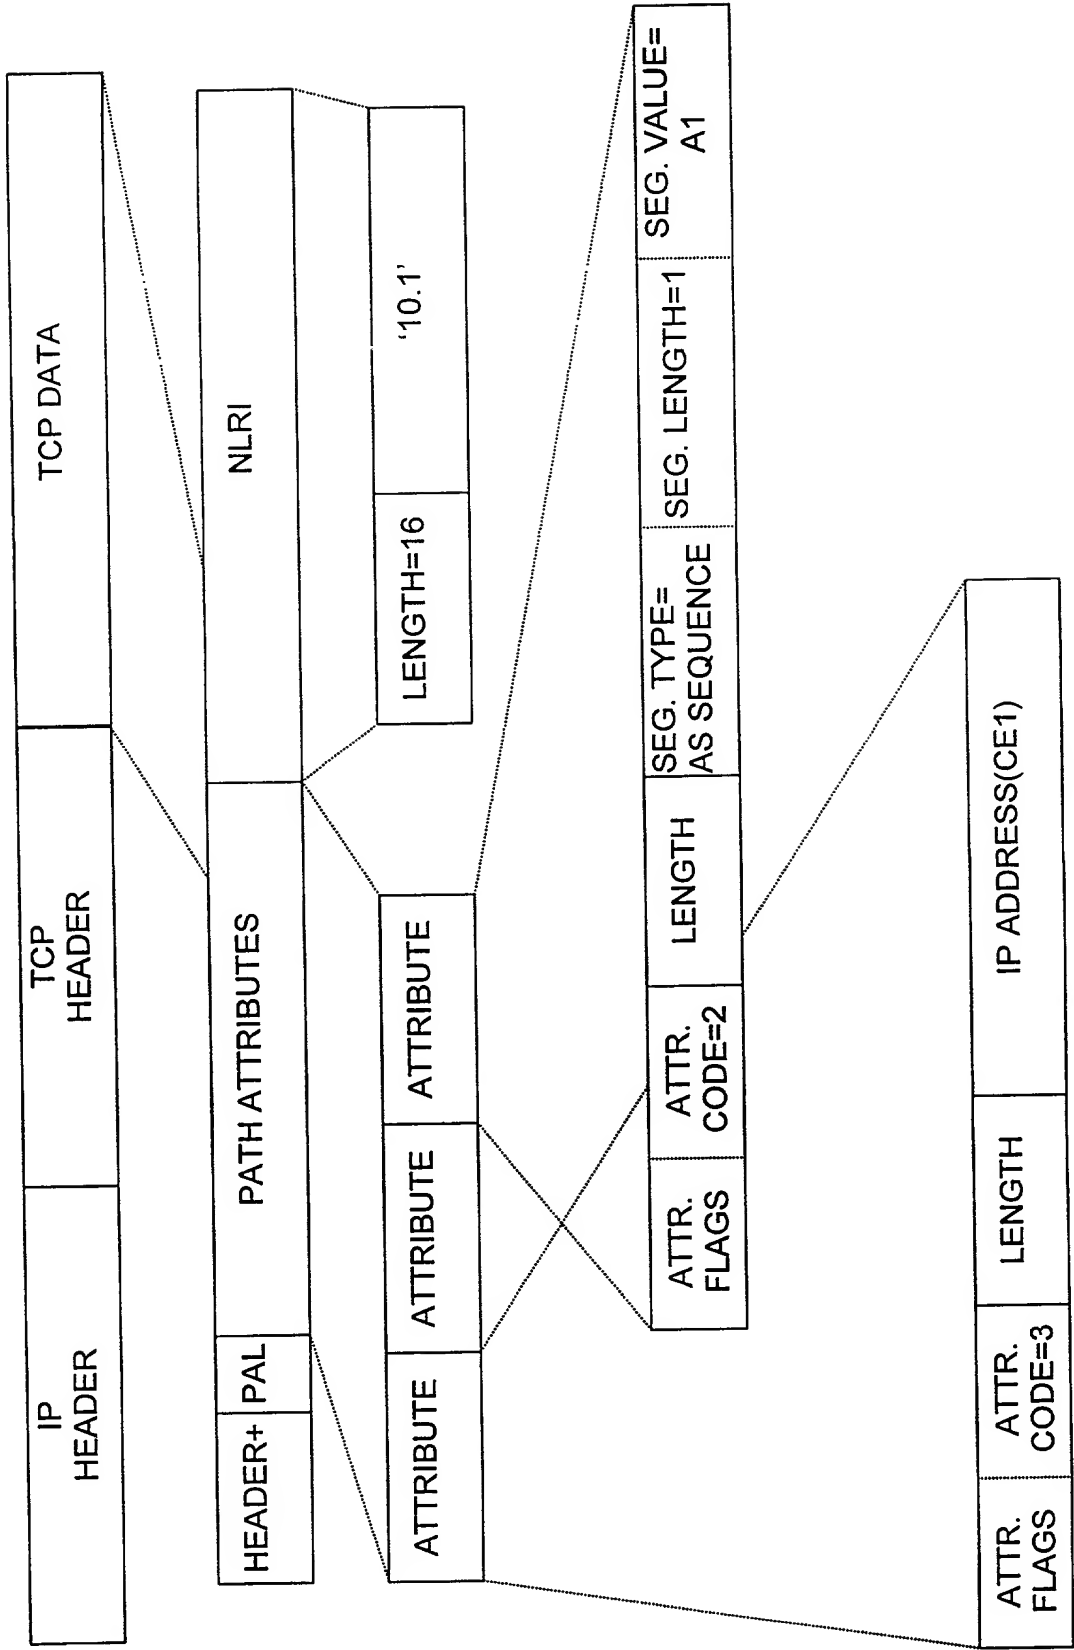 IP
HEADER
TCP
HEADER
TCP DATA
HEADER+
PAL
PATH ATTRIBUTES
NLRI
ATTRIBUTE
ATTRIBUTE
ATTRIBUTE
LENGTH=16
‘10.1’
ATTR.
FLAGS
ATTR.
CODE=2
LENGTH
SEG. TYPE=
AS SEQUENCE
SEG. LENGTH=1
SEG. VALUE=
A1
ATTR.
FLAGS
ATTR.
CODE=3
LENGTH
IP ADDRESS(CE1)